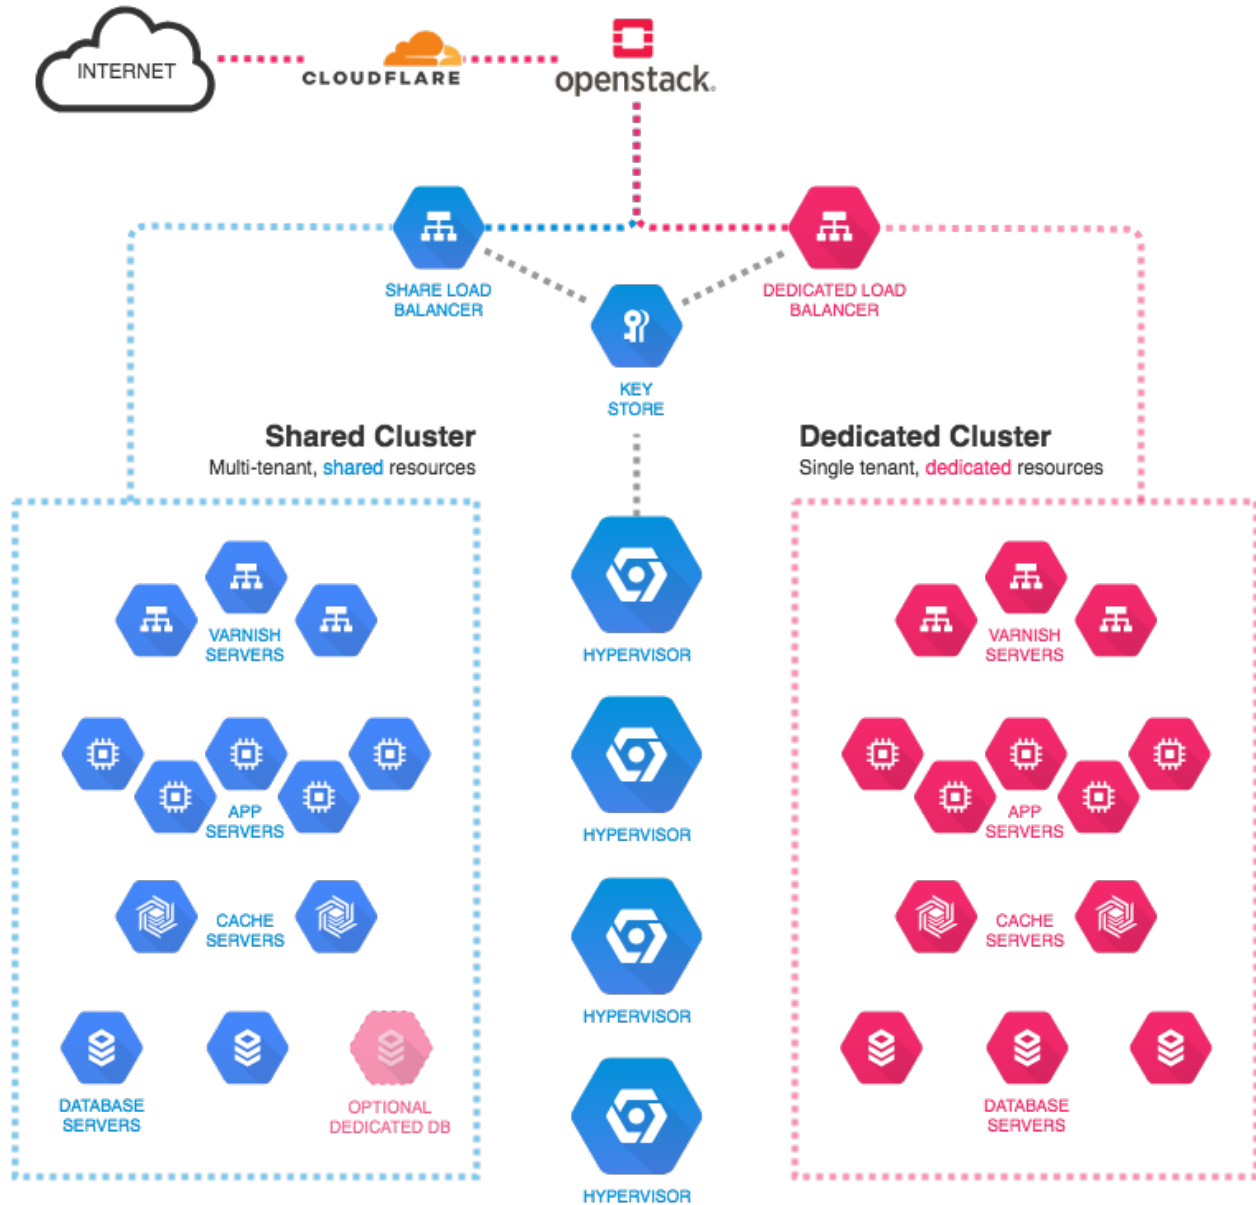 INTERNET
CLOUDFLARE
openstack.
SHARE LOAD
BALANCER
DEDICATED LOAD
BALANCER
KEY
STORE
Shared Cluster
Multi-tenant, shared resources
Dedicated Cluster
Single tenant, dedicated resources
VARNISH
SERVERS
HYPERVISOR
VARNISH
SERVERS
APP
SERVERS
HYPERVISOR
APP
SERVERS
CACHE
SERVERS
HYPERVISOR
CACHE
SERVERS
DATABASE
SERVERS
OPTIONAL
DEDICATED DB
DATABASE
SERVERS
HYPERVISOR